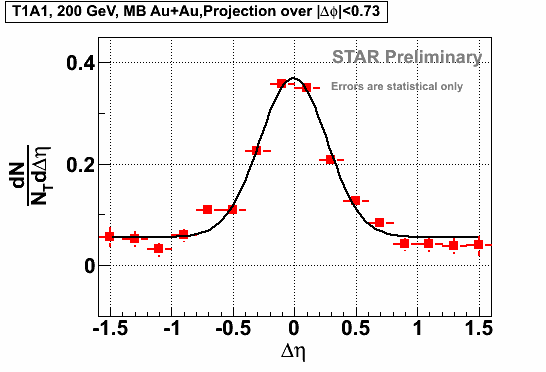 T1A1, 200 GeV, MB Au+Au,Projection over |Δϕ|<0.73
STAR Preliminary
Errors are statistical only
0.4
0.2
0
dN
N_T dΔη
-1.5 -1 -0.5 0 0.5 1 1.5
Δη